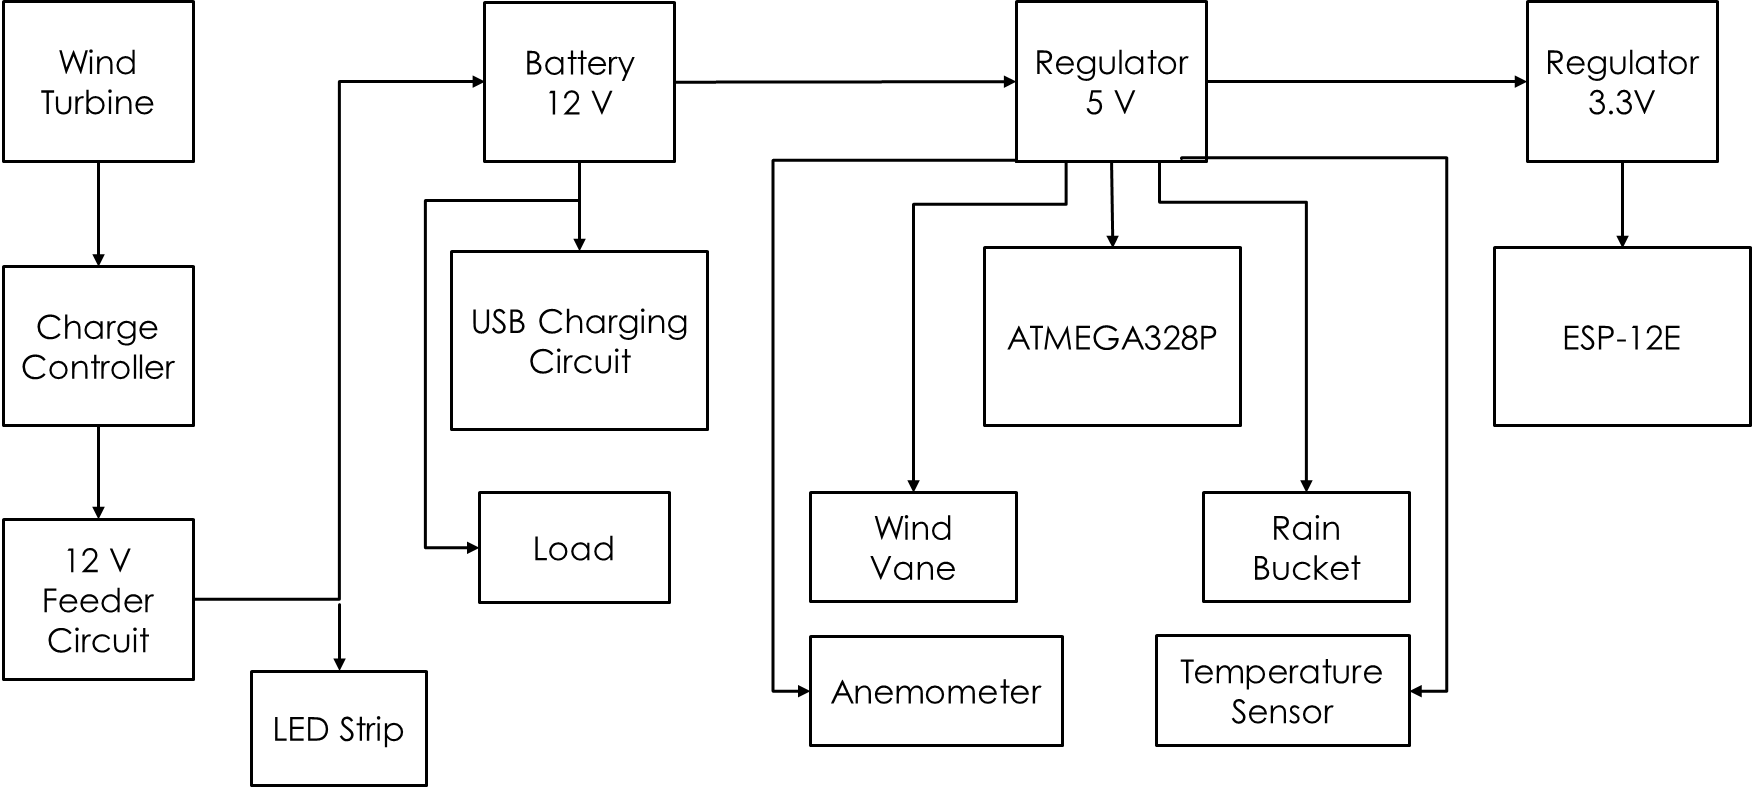 Wind
Turbine
Battery
12 V
Regulator
5 V
Regulator
3.3V
Charge
Controller
USB Charging
Circuit
ATMEGA328P
ESP-12E
12 V
Feeder
Circuit
Load
Wind
Vane
Rain
Bucket
LED Strip
Anemometer
Temperature
Sensor